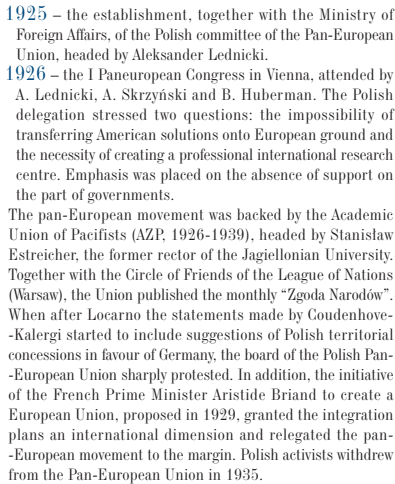 1925 – the establishment, together with the Ministry of
Foreign Affairs, of the Polish committee of the Pan-European
Union, headed by Aleksander Lednicki.
1926 – the I Paneuropean Congress in Vienna, attended by
A. Lednicki, A. Skrzyński and B. Huberman. The Polish
delegation stressed two questions: the impossibility of
transferring American solutions onto European ground and
the necessity of creating a professional international research
centre. Emphasis was placed on the absence of support on
the part of governments.
The pan-European movement was backed by the Academic
Union of Pacifists (AZP, 1926-1939), headed by Stanisław
Estreicher, the former rector of the Jagiellonian University.
Together with the Circle of Friends of the League of Nations
(Warsaw), the Union published the monthly “Zgoda Narodów”.
When after Locarno the statements made by Coudenhove-
-Kalergi started to include suggestions of Polish territorial
concessions in favour of Germany, the board of the Polish Pan-
-European Union sharply protested. In addition, the initiative
of the French Prime Minister Aristide Briand to create a
European Union, proposed in 1929, granted the integration
plans an international dimension and relegated the pan-
-European movement to the margin. Polish activists withdrew
from the Pan-European Union in 1935.